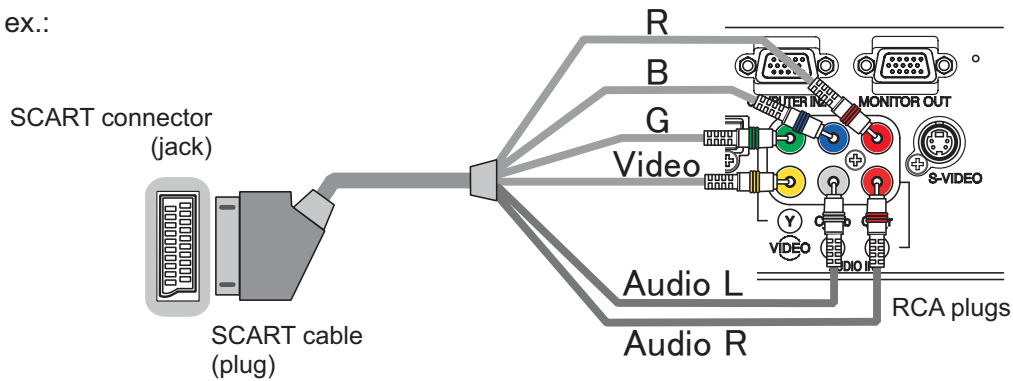 ex.:
R
B
G
Video
SCART connector
(jack)
MONITOR OUT
S-VIDEO
Y
VIDEO
Audio L
Audio R
RCA plugs
SCART cable
(plug)